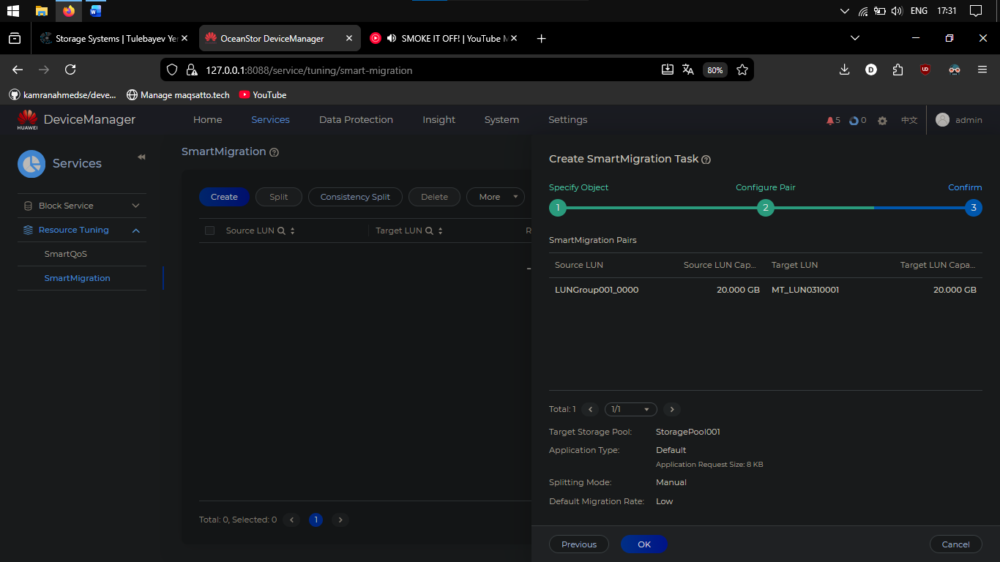 ENG 17:31
Storage Systems | Tulebayev Ye
OceanStor DeviceManager
SMOKE IT OFF! | YouTube M
127.0.0.1:8088/service/tuning/smart-migration
80%
kamranahmedse/deve...
Manage maqsatto.tech
YouTube
HUAWEI
DeviceManager
Home
Services
Data Protection
Insight
System
Settings
5
0
中文
admin
Services
Block Service
Resource Tuning
SmartQoS
SmartMigration
SmartMigration
Create
Split
Consistency Split
Delete
More
Source LUN
Target LUN
R
Total: 0, Selected: 0
1
Create SmartMigration Task
Specify Object
Configure Pair
Confirm
1
2
3
SmartMigration Pairs
Source LUN
Source LUN Cap...
Target LUN
Target LUN Capa...
LUNGroup001_0000
20.000 GB
MT_LUN0310001
20.000 GB
Total: 1
1/1
Target Storage Pool: StoragePool001
Application Type: Default
Application Request Size: 8 KB
Splitting Mode: Manual
Default Migration Rate: Low
Previous
OK
Cancel